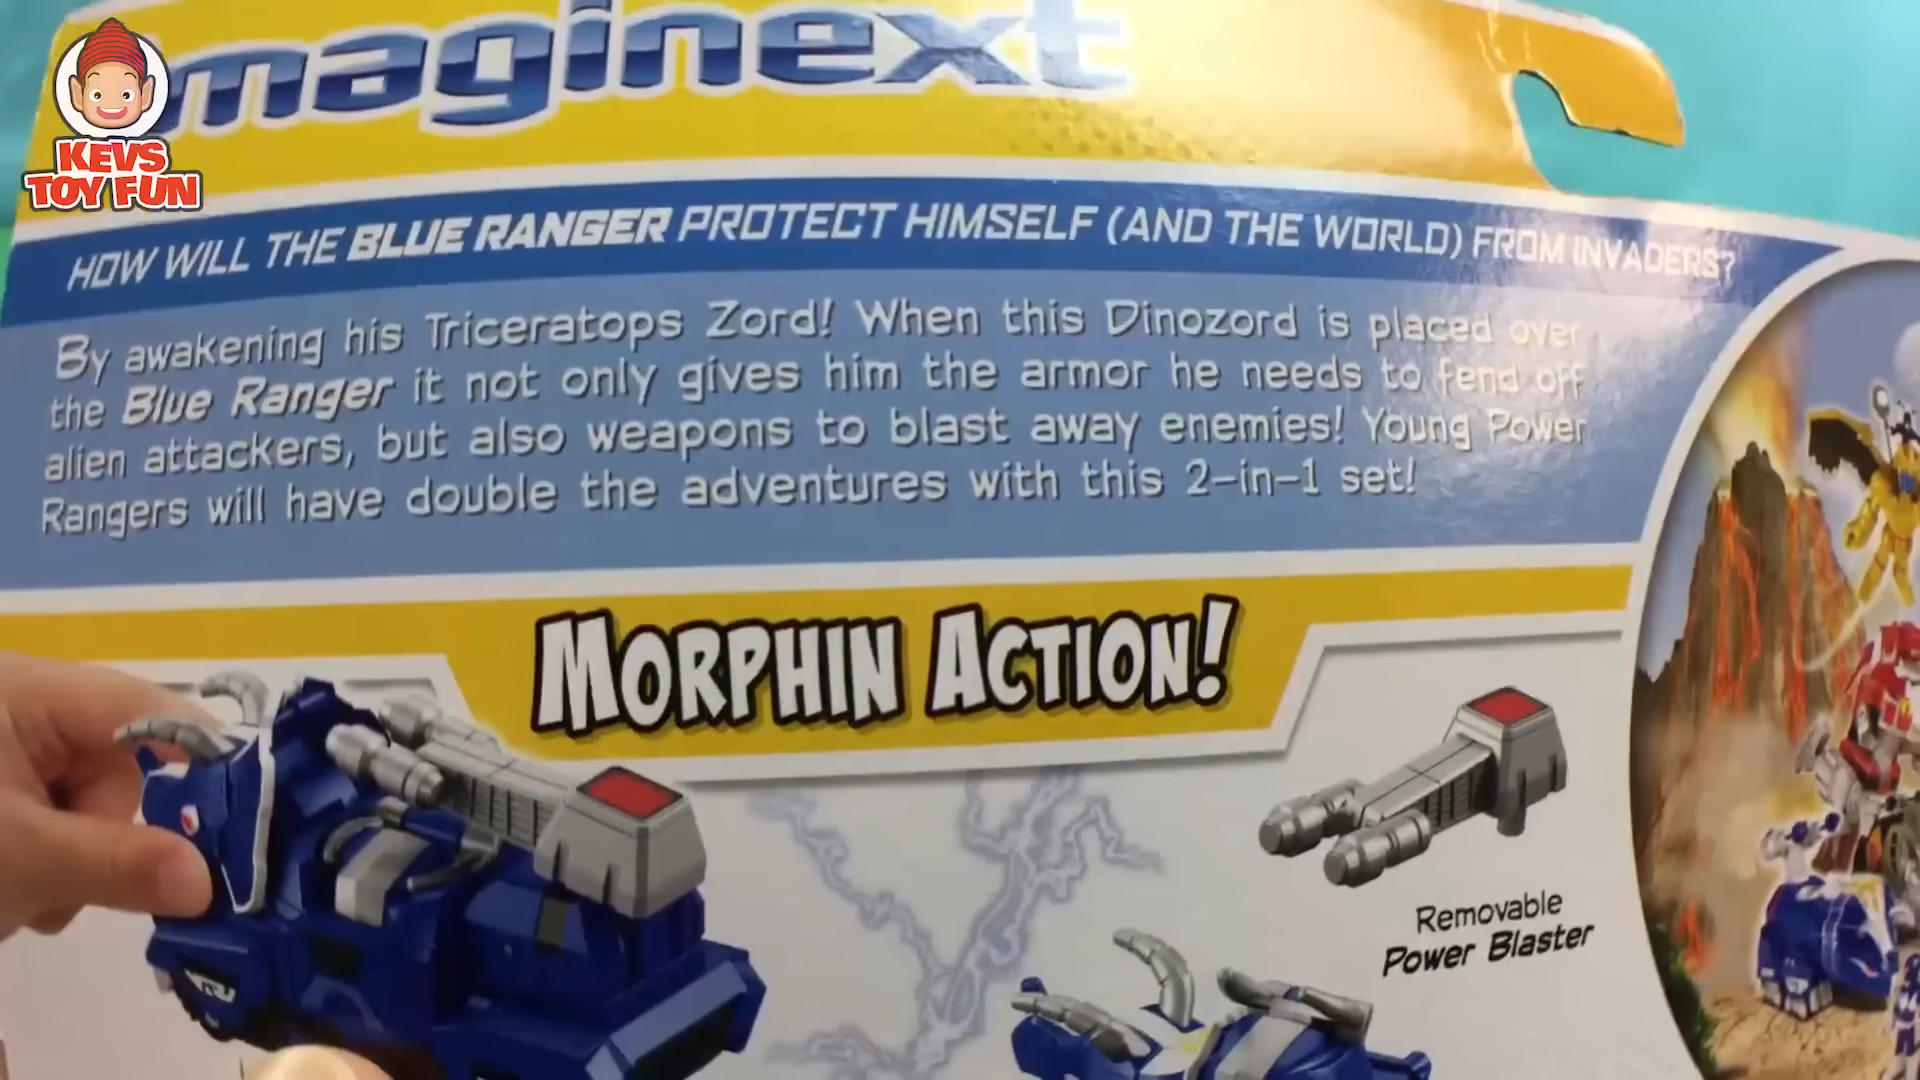 maginext
KEVS
TOY FUN
HOW WILL THE BLUE RANGER PROTECT HIMSELF (AND THE WORLD) FROM INVADERS?
By awakening his Triceratops Zord! When this Dinozord is placed over
the Blue Ranger it not only gives him the armor he needs to fend off
alien attackers, but also weapons to blast away enemies! Young Power
Rangers will have double the adventures with this 2-in-1 set!
MORPHIN ACTION!
Removable
Power Blaster